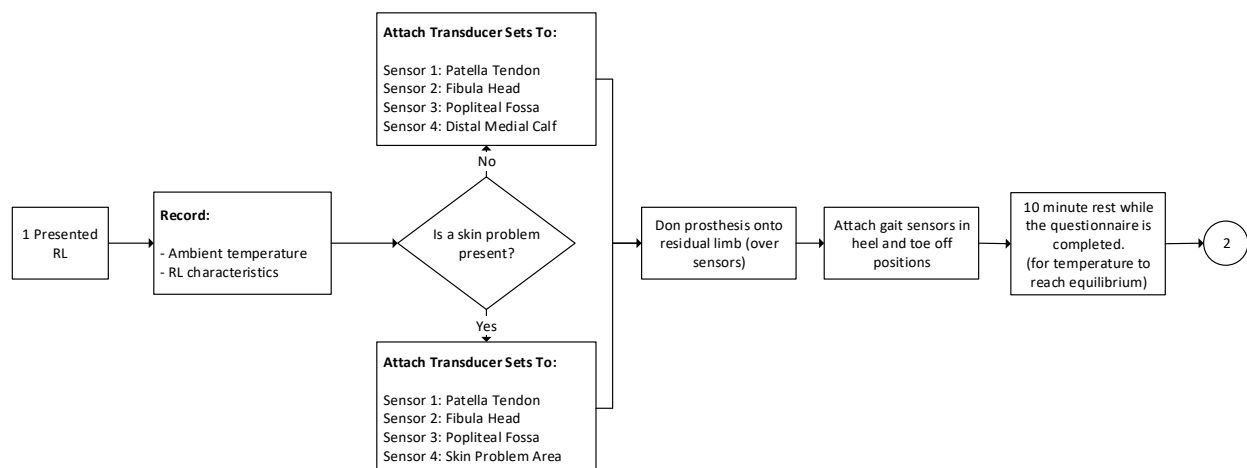 1 Presented
RL
Record:
- Ambient temperature
- RL characteristics
Is a skin problem
present?
No
Attach Transducer Sets To:
Sensor 1: Patella Tendon
Sensor 2: Fibula Head
Sensor 3: Popliteal Fossa
Sensor 4: Distal Medial Calf
Yes
Attach Transducer Sets To:
Sensor 1: Patella Tendon
Sensor 2: Fibula Head
Sensor 3: Popliteal Fossa
Sensor 4: Skin Problem Area
Don prosthesis onto
residual limb (over
sensors)
Attach gait sensors in
heel and toe off
positions
10 minute rest while
the questionnaire is
completed.
(for temperature to
reach equilibrium)
2